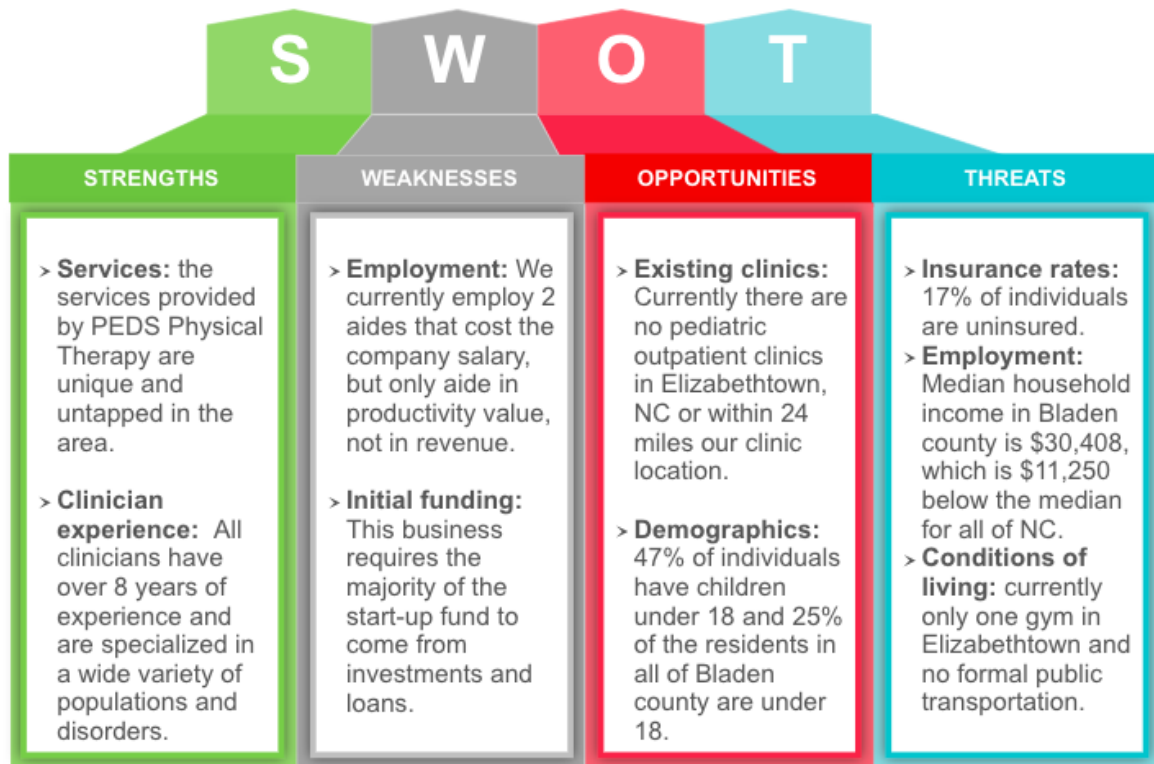 S W O T
STRENGTHS
WEAKNESSES
OPPORTUNITIES
THREATS
➢ Services: the
services provided
by PEDS Physical
Therapy are
unique and
untapped in the
area.
➢ Clinician
experience: All
clinicians have
over 8 years of
experience and
are specialized in
a wide variety of
populations and
disorders.
➢ Employment: We
currently employ 2
aides that cost the
company salary,
but only aide in
productivity value,
not in revenue.
➢ Initial funding:
This business
requires the
majority of the
start-up fund to
come from
investments and
loans.
➢ Existing clinics:
Currently there are
no pediatric
outpatient clinics
in Elizabethtown,
NC or within 24
miles our clinic
location.
➢ Demographics:
47% of individuals
have children
under 18 and 25%
of the residents in
all of Bladen
county are under
18.
➢ Insurance rates:
17% of individuals
are uninsured.
➢ Employment:
Median household
income in Bladen
county is $30,408,
which is $11,250
below the median
for all of NC.
➢ Conditions of
living: currently
only one gym in
Elizabethtown and
no formal public
transportation.